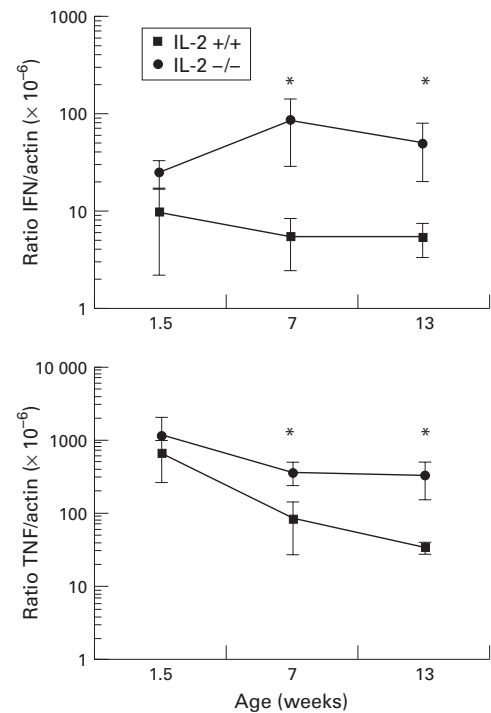 1000
IL-2 +/+
IL-2 −/−
* *
100
10
1
Ratio IFN/actin (× 10⁻⁶)
1.5 7 13
10 000
1000
* *
100
10
1
Ratio TNF/actin (× 10⁻⁶)
1.5 7 13
Age (weeks)